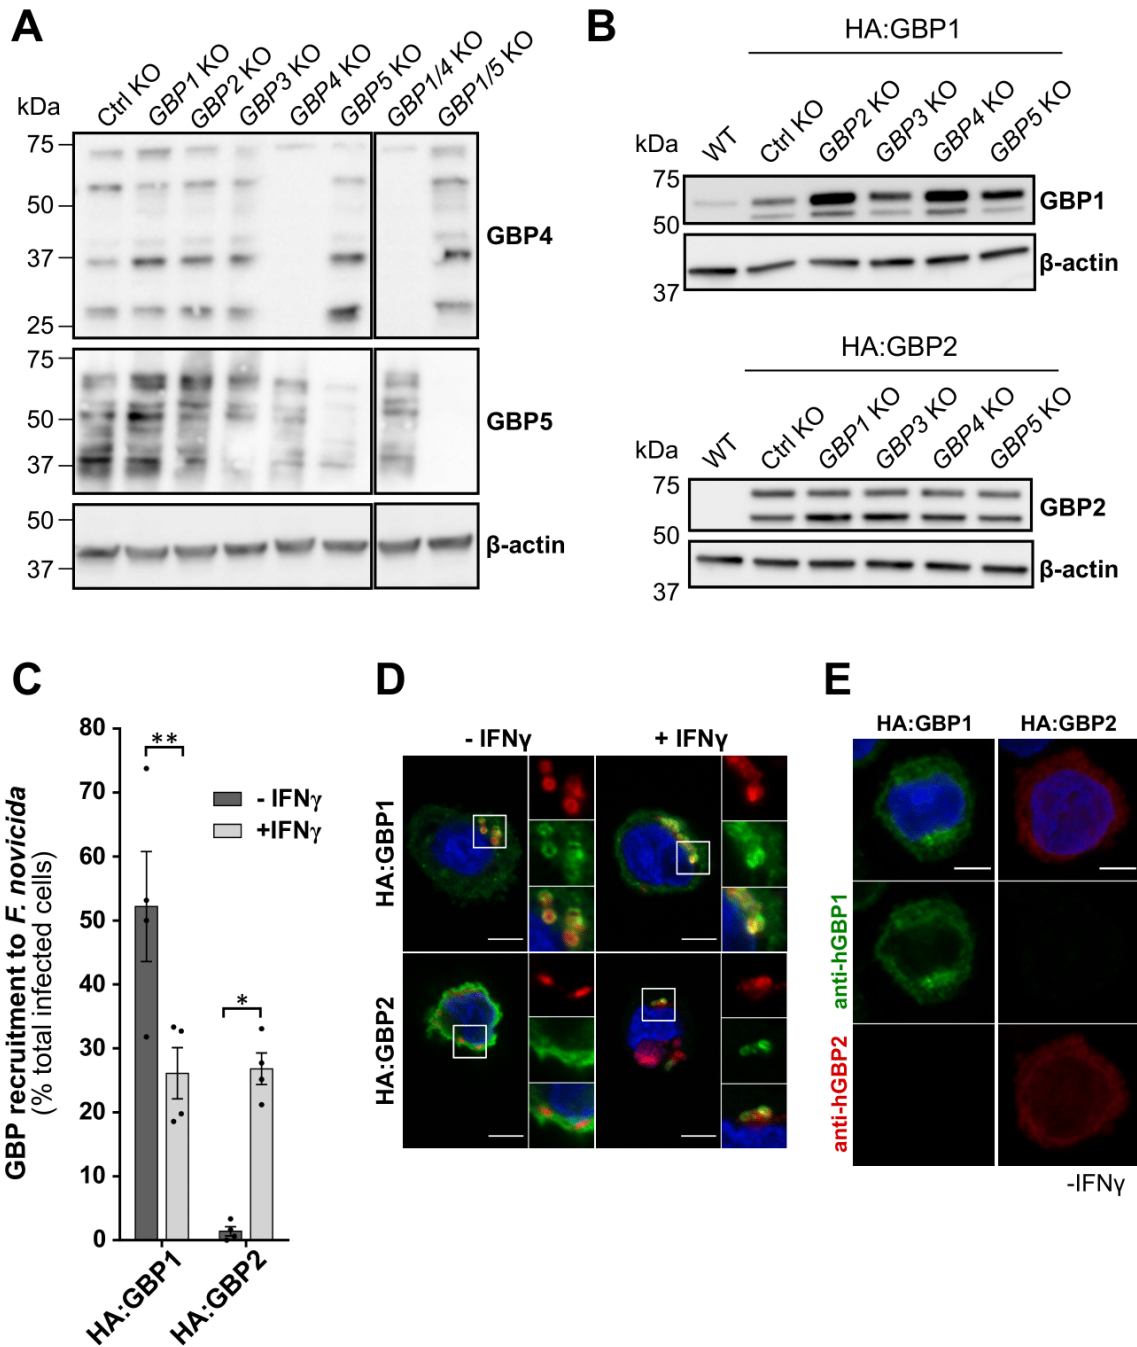 A
kDa
Ctrl KO
GBP1 KO
GBP2 KO
GBP3 KO
GBP4 KO
GBP5 KO
GBP1/4 KO
GBP1/5 KO
75
50
37
25
GBP4
75
50
37
GBP5
50
37
β-actin
B
HA:GBP1
kDa
WT
Ctrl KO
GBP2 KO
GBP3 KO
GBP4 KO
GBP5 KO
75
50
GBP1
37
β-actin
HA:GBP2
kDa
WT
Ctrl KO
GBP1 KO
GBP3 KO
GBP4 KO
GBP5 KO
75
50
GBP2
37
β-actin
C
GBP recruitment to F. novicida
(% total infected cells)
80
70
60
50
40
30
20
10
0
**
*
- IFNγ
+IFNγ
HA:GBP1
HA:GBP2
D
- IFNγ
+ IFNγ
HA:GBP1
HA:GBP2
E
HA:GBP1
HA:GBP2
anti-hGBP1
anti-hGBP2
-IFNγ